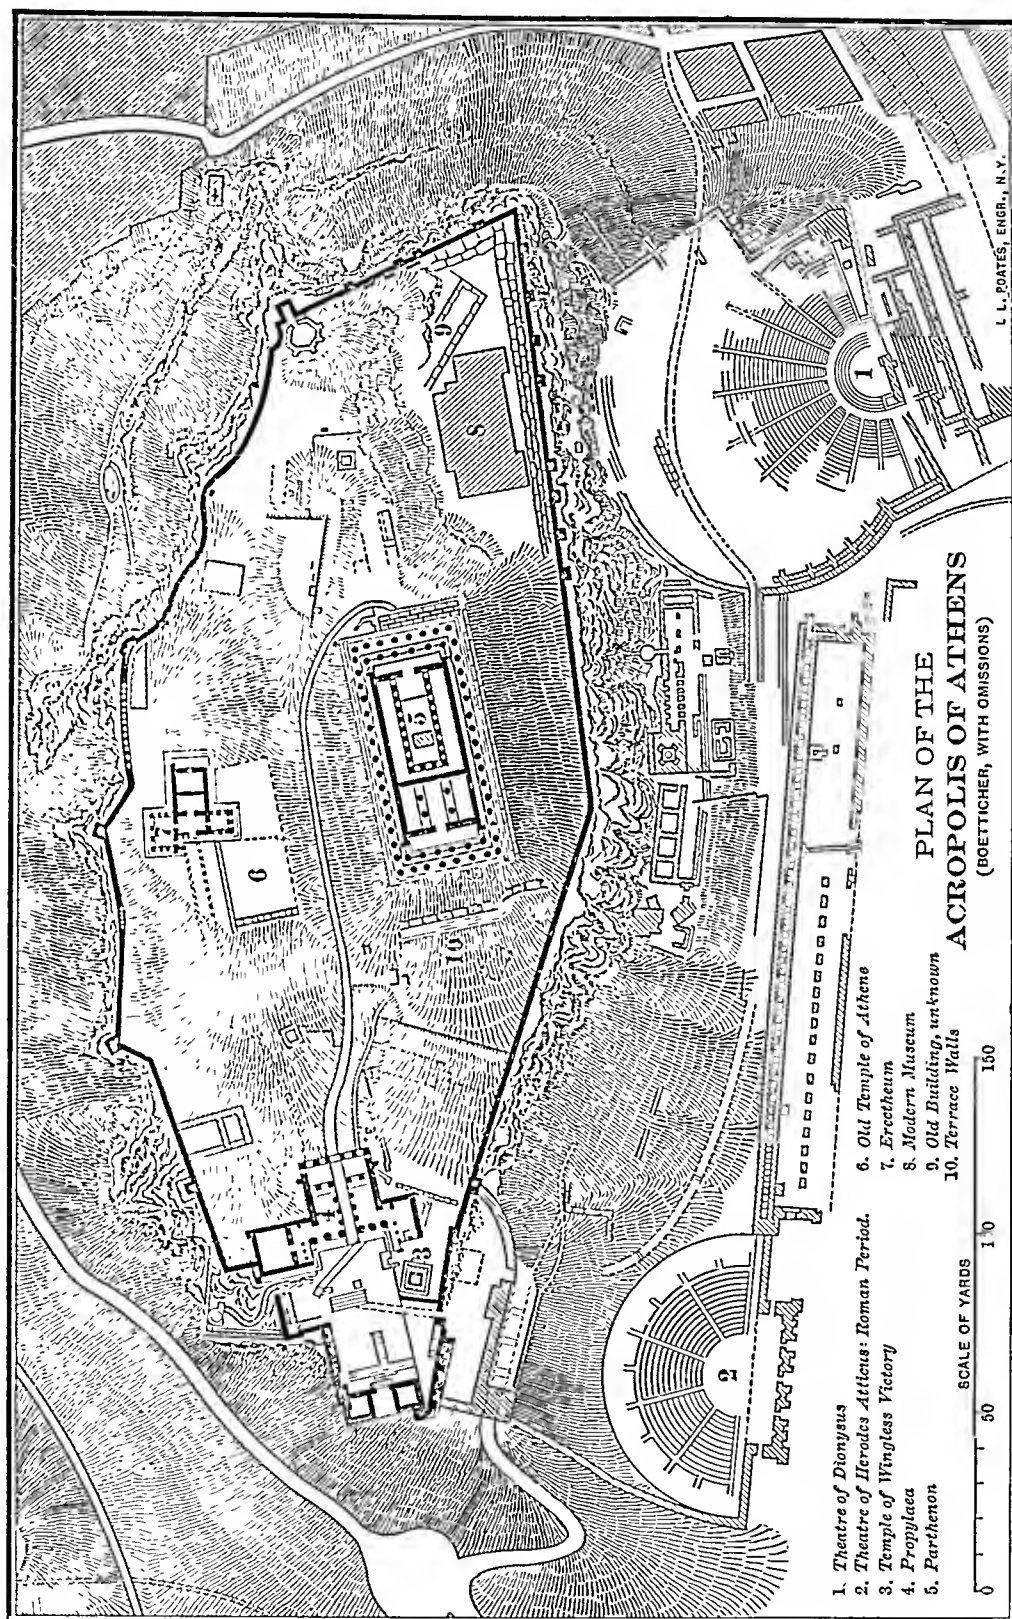 PLAN OF THE
ACROPOLIS OF ATHENS
(BOETTICHER, WITH OMISSIONS)
1. Theatre of Dionysus
2. Theatre of Herodes Atticus: Roman Period.
3. Temple of Wingless Victory
4. Propylaea
5. Parthenon
6. Old Temple of Athene
7. Erectheum
8. Modern Museum
9. Old Building, unknown
10. Terrace Walls
SCALE OF YARDS
0 50 1 0 150
L L. POATES, ENGR., N.Y.
1
2
3
5
6
8
9
10